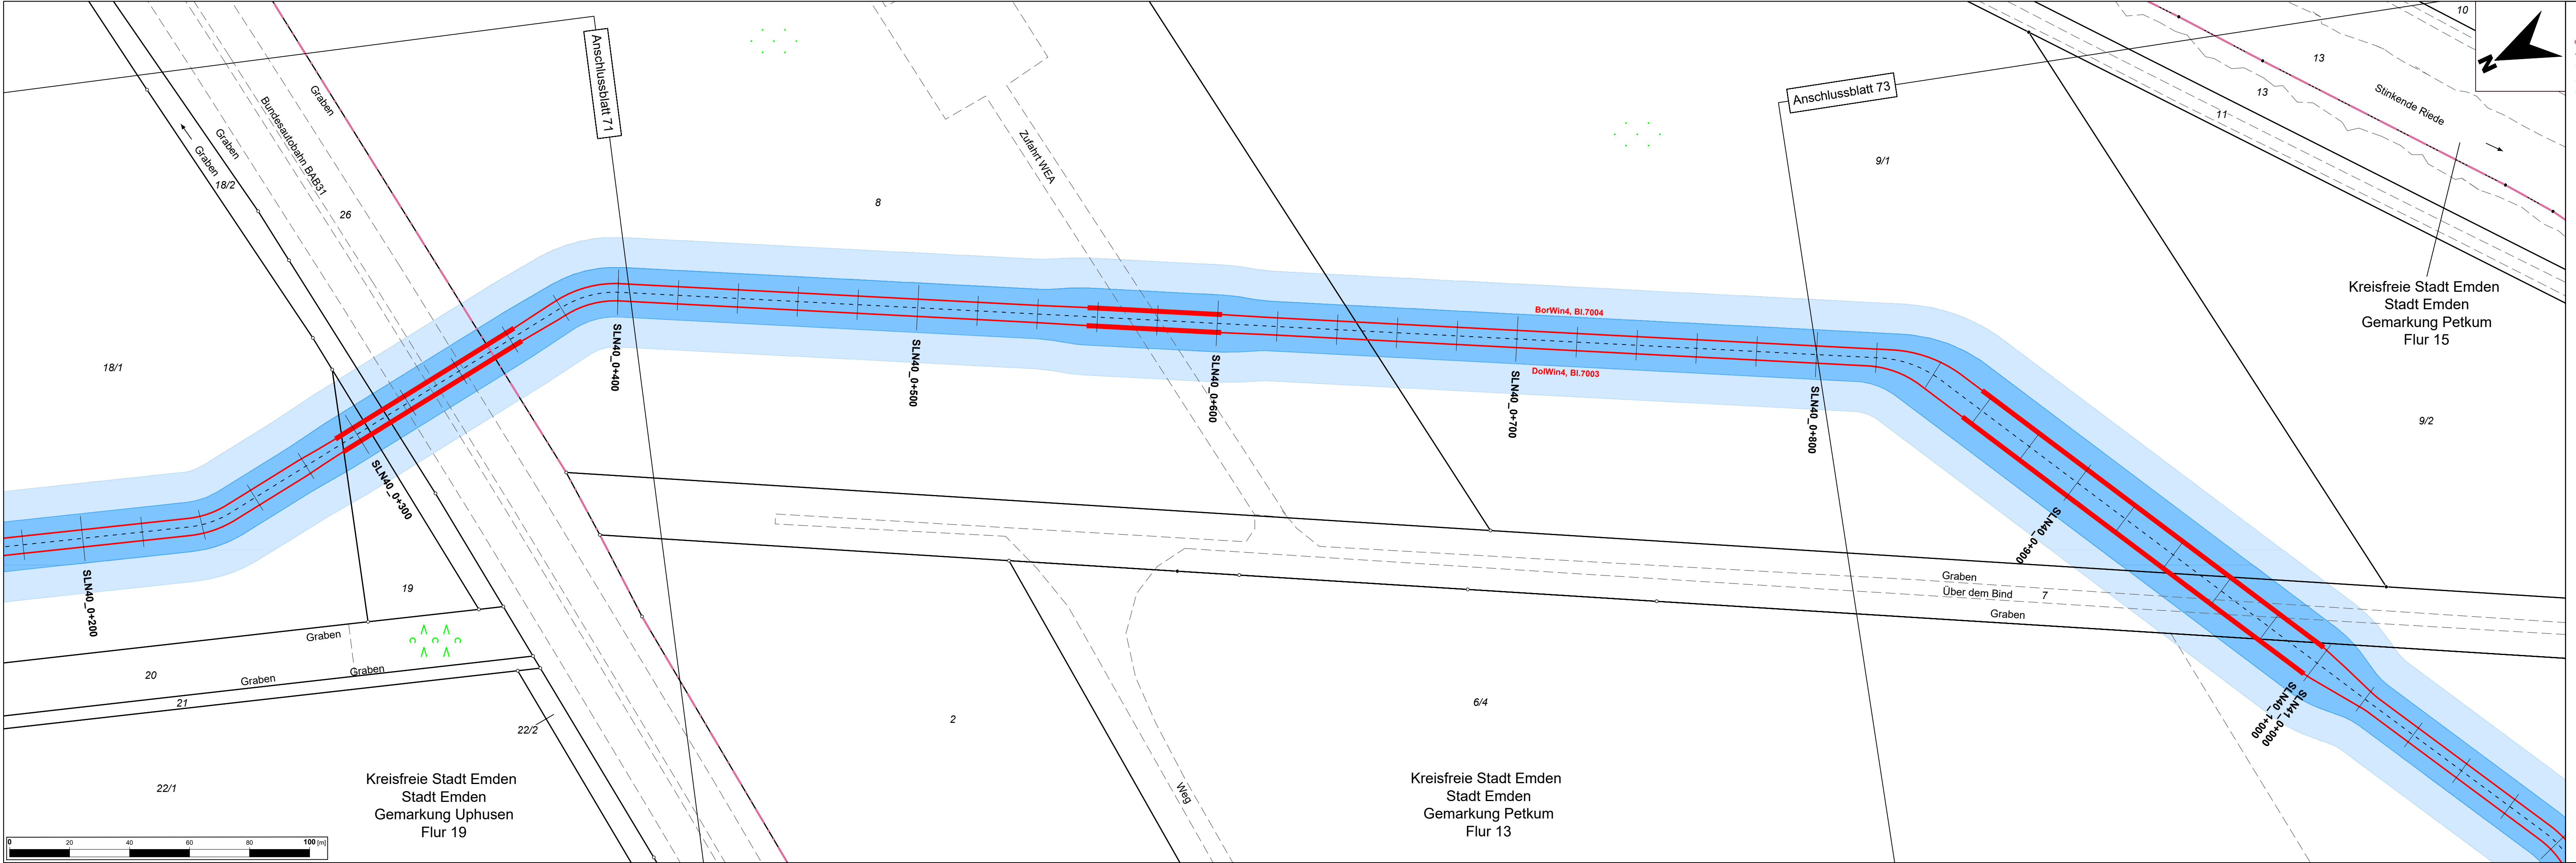 10
N
Anschlussblatt 71
Anschlussblatt 73
13
13
11
Stinkende Riede
Graben
Bundesautobahn BAB31
Graben
Graben
18/2
26
Zufahrt WEA
9/1
8
Kreisfreie Stadt Emden
Stadt Emden
Gemarkung Petkum
Flur 15
BorWin4, Bl.7004
DolWin4, Bl.7003
18/1
SLN40_0+400
SLN40_0+500
SLN40_0+600
SLN40_0+700
SLN40_0+800
9/2
SLN40_0+300
SLN40_0+900
SLN40_0+200
19
Graben
Über dem Bind
7
Graben
Graben
Graben
Graben
20
21
22/2
2
6/4
SLN40_1+000
SLN41_0+000
22/1
Weg
Kreisfreie Stadt Emden
Stadt Emden
Gemarkung Uphusen
Flur 19
Kreisfreie Stadt Emden
Stadt Emden
Gemarkung Petkum
Flur 13
0 20 40 60 80 100 [m]